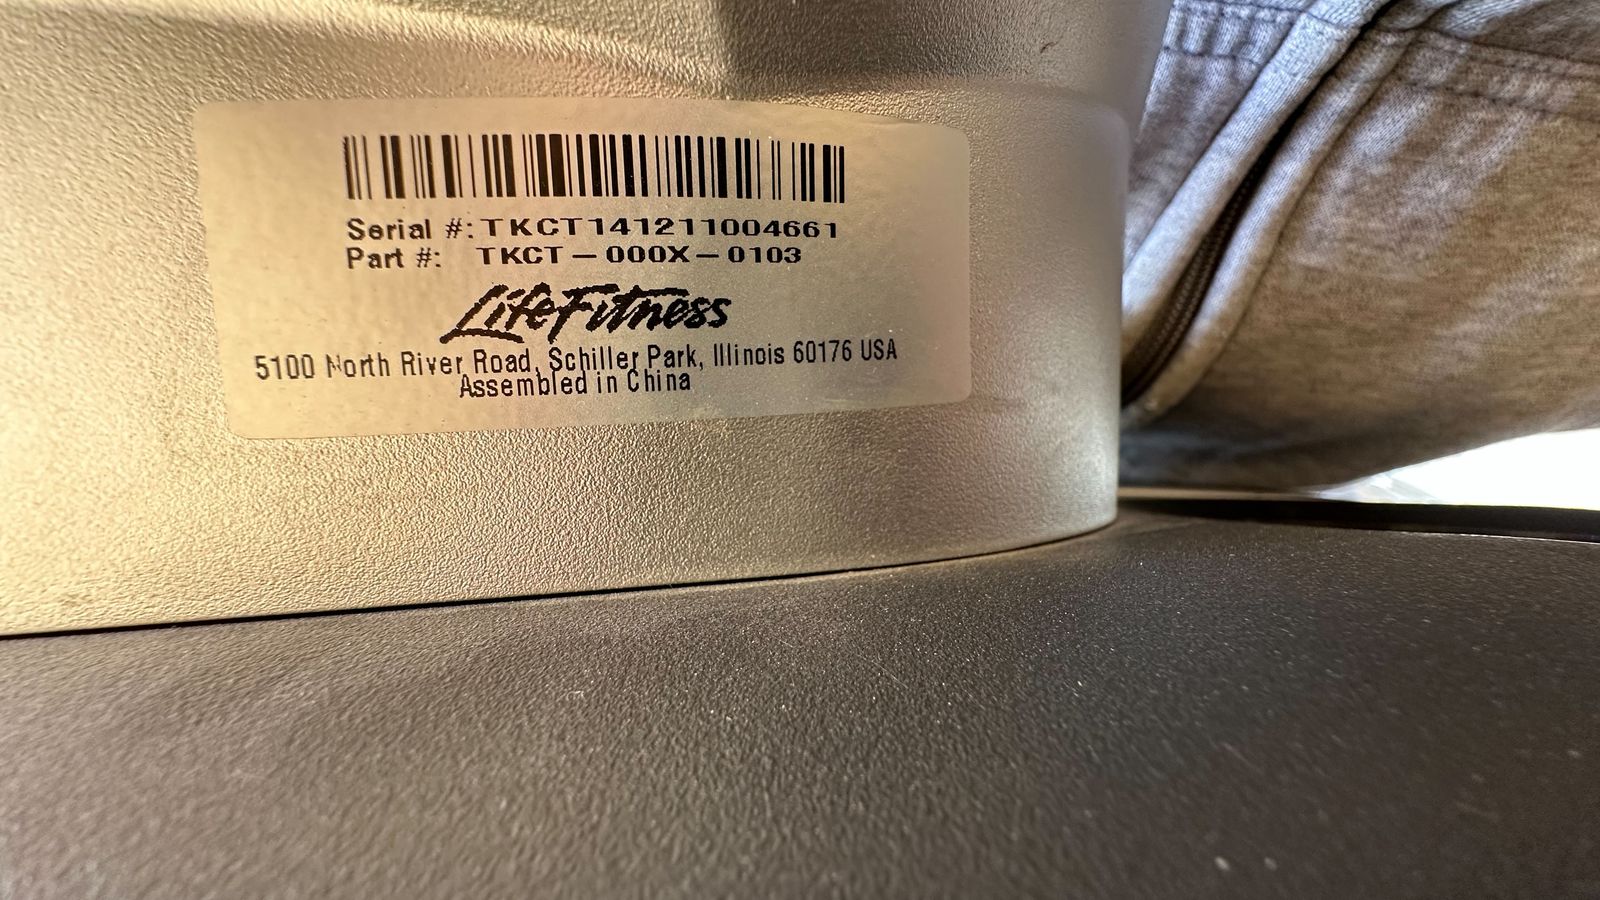 Serial #: TKCT141211004661
Part #: TKCT-000X-0103
LifeFitness
5100 North River Road, Schiller Park, Illinois 60176 USA
Assembled in China